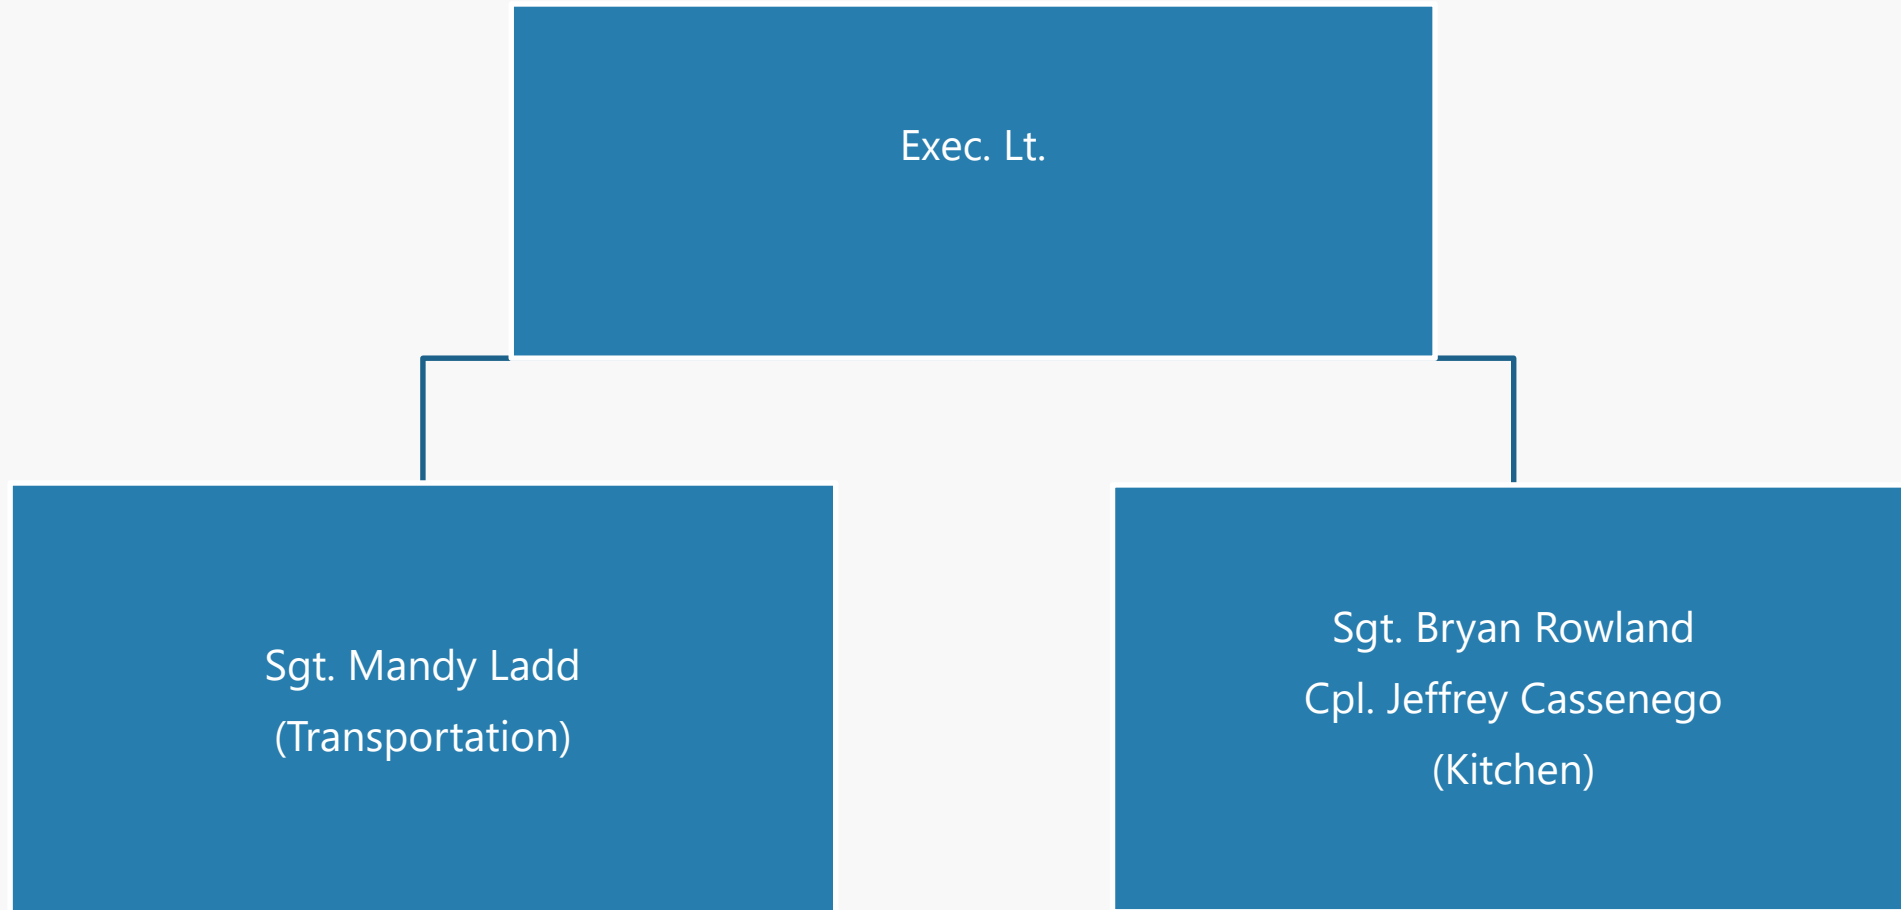 Exec. Lt.
Sgt. Mandy Ladd
(Transportation)
Sgt. Bryan Rowland
Cpl. Jeffrey Cassenego
(Kitchen)